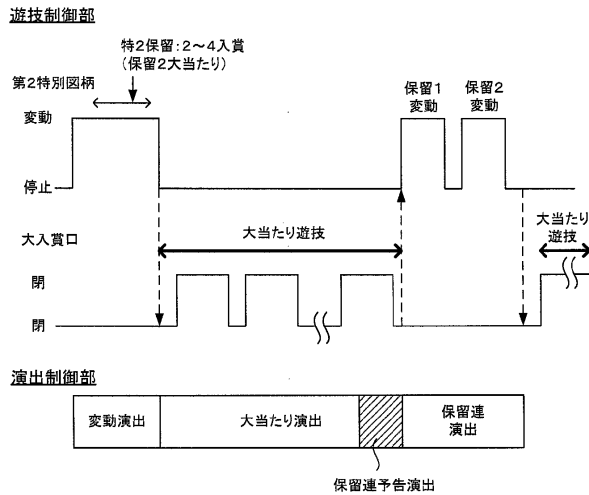 遊技制御部
特2保留：2～4入賞
（保留2大当たり）
第2特別図柄
変動
停止
保留1
変動
保留2
変動
大入賞口
大当たり遊技
大当たり
遊技
閉
閉
演出制御部
変動演出
大当たり演出
保留連
演出
保留連予告演出